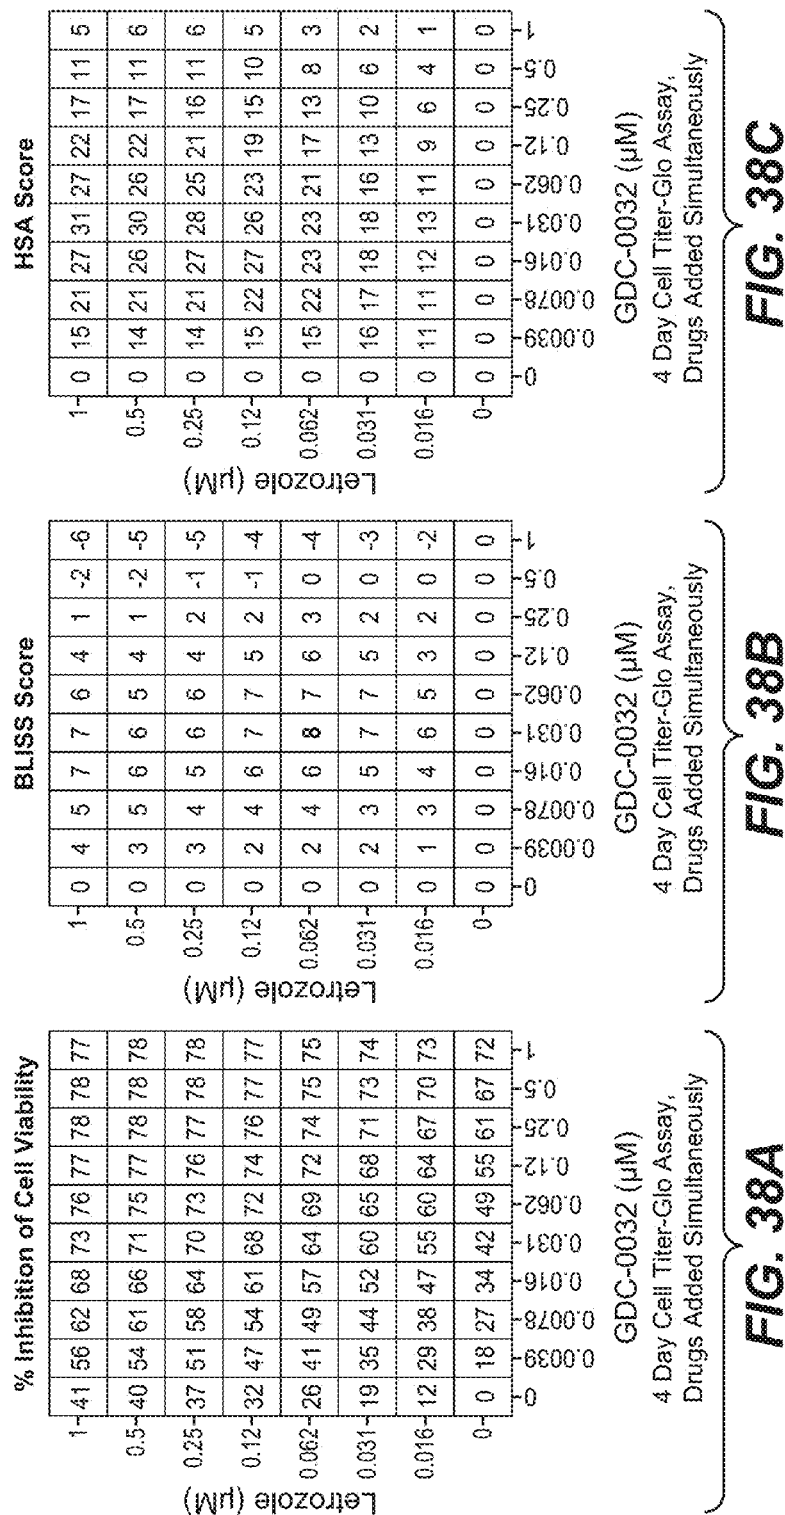 % Inhibition of Cell Viability
Letrozole (µM)
1 41 56 62 68 73 76 77 78 78 77
0.5 40 54 61 66 71 75 77 78 78 78
0.25 37 51 58 64 70 73 76 77 78 78
0.12 32 47 54 61 68 72 74 76 77 77
0.062 26 41 49 57 64 69 72 74 75 75
0.031 19 35 44 52 60 65 68 71 73 74
0.016 12 29 38 47 55 60 64 67 70 73
0 0 18 27 34 42 49 55 61 67 72
0 0.0039 0.0078 0.016 0.031 0.062 0.12 0.25 0.5 1
GDC-0032 (µM)
4 Day Cell Titer-Glo Assay,
Drugs Added Simultaneously
FIG. 38A
BLISS Score
Letrozole (µM)
1 0 4 5 7 7 6 4 1 -2 -6
0.5 0 3 5 6 6 5 4 1 -2 -5
0.25 0 3 4 5 6 6 4 2 -1 -5
0.12 0 2 4 6 7 7 5 2 -1 -4
0.062 0 2 4 6 8 7 6 3 0 -4
0.031 0 2 3 5 7 7 5 2 0 -3
0.016 0 1 3 4 6 5 3 2 0 -2
0 0 0 0 0 0 0 0 0 0 0
0 0.0039 0.0078 0.016 0.031 0.062 0.12 0.25 0.5 1
GDC-0032 (µM)
4 Day Cell Titer-Glo Assay,
Drugs Added Simultaneously
FIG. 38B
HSA Score
Letrozole (µM)
1 0 15 21 27 31 27 22 17 11 5
0.5 0 14 21 26 30 26 22 17 11 6
0.25 0 14 21 27 28 25 21 16 11 6
0.12 0 15 22 27 26 23 19 15 10 5
0.062 0 15 22 23 23 21 17 13 8 3
0.031 0 16 17 18 18 16 13 10 6 2
0.016 0 11 11 12 13 11 9 6 4 1
0 0 0 0 0 0 0 0 0 0 0
0 0.0039 0.0078 0.016 0.031 0.062 0.12 0.25 0.5 1
GDC-0032 (µM)
4 Day Cell Titer-Glo Assay,
Drugs Added Simultaneously
FIG. 38C